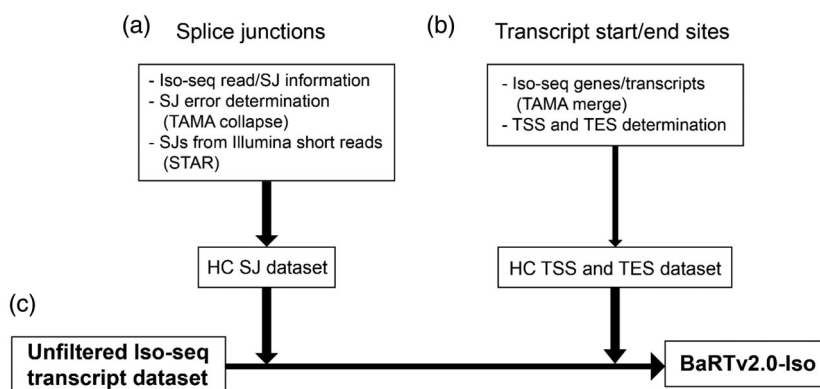 (a) Splice junctions
- Iso-seq read/SJ information
- SJ error determination
(TAMA collapse)
- SJs from Illumina short reads
(STAR)
HC SJ dataset
(b) Transcript start/end sites
- Iso-seq genes/transcripts
(TAMA merge)
- TSS and TES determination
HC TSS and TES dataset
(c)
Unfiltered Iso-seq
transcript dataset
BaRTv2.0-Iso